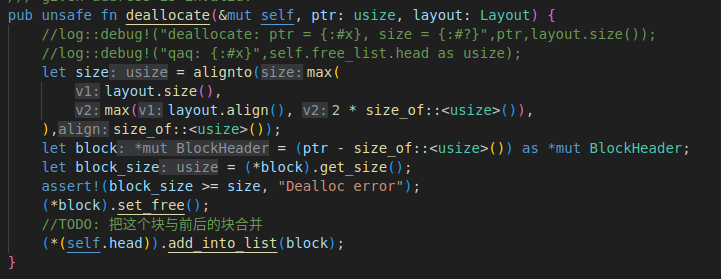 pub unsafe fn deallocate(&mut self, ptr: usize, layout: Layout) {
//log::debug!("deallocate: ptr = {:#x}, size = {:#?}",ptr,layout.size());
//log::debug!("qaq: {:#x}",self.free_list.head as usize);
let size: usize = alignto(size:max(
v1:layout.size(),
v2:max(v1:layout.align(), v2:2 * size_of::<usize>()),
),align:size_of::<usize>());
let block: *mut BlockHeader = (ptr - size_of::<usize>()) as *mut BlockHeader;
let block_size: usize = (*block).get_size();
assert!(block_size >= size, "Dealloc error");
(*block).set_free();
//TODO: 把这个块与前后的块合并
(*(self.head)).add_into_list(block);
}